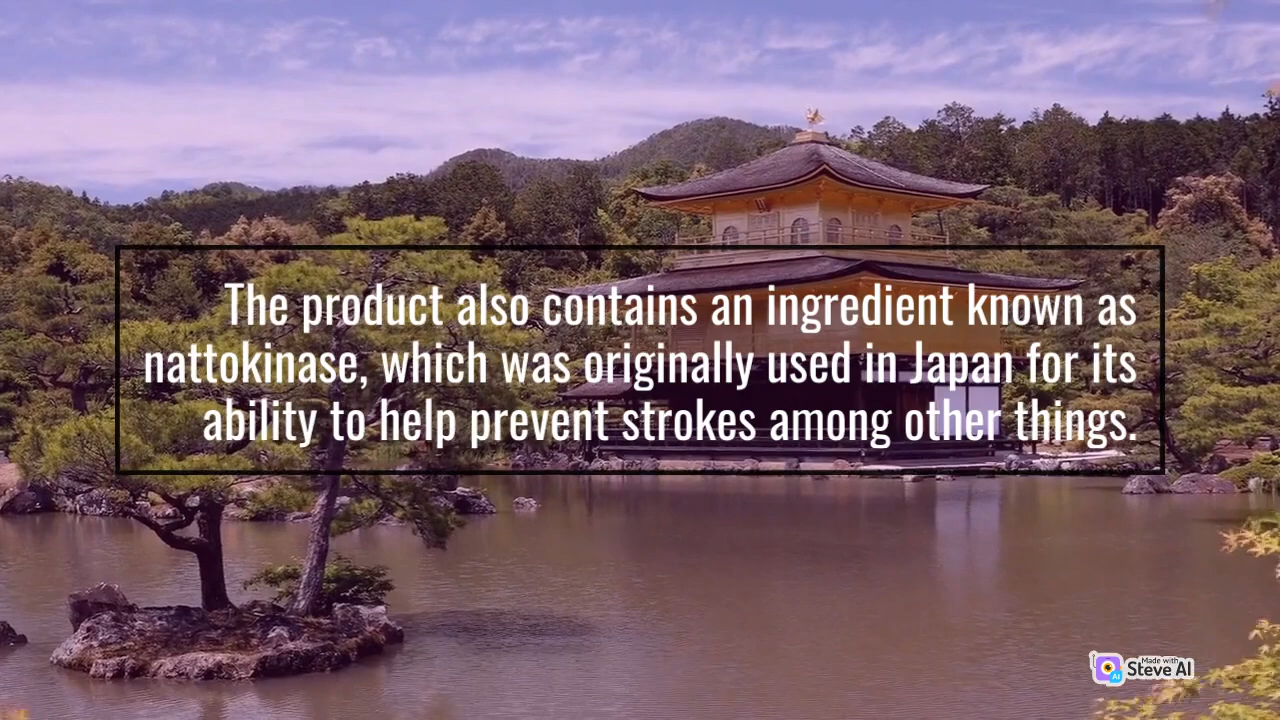 The product also contains an ingredient known as
nattokinase, which was originally used in Japan for its
ability to help prevent strokes among other things.
Made with
Steve AI
AI